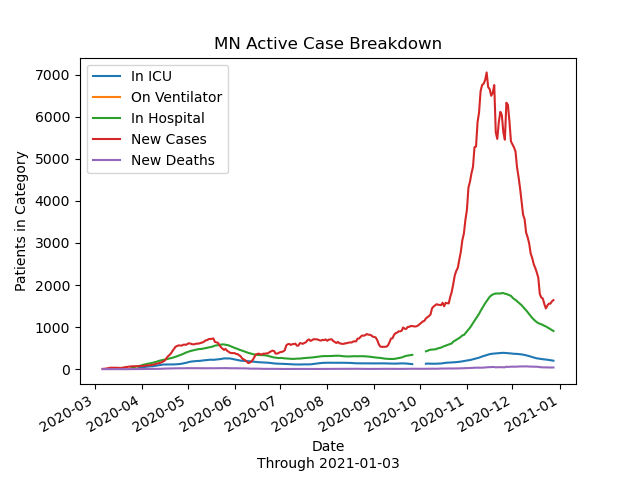 MN Active Case Breakdown
In ICU
On Ventilator
In Hospital
New Cases
New Deaths
Patients in Category
7000
6000
5000
4000
3000
2000
1000
0
2020-03
2020-04
2020-05
2020-06
2020-07
2020-08
2020-09
2020-10
2020-11
2020-12
2021-01
Date
Through 2021-01-03